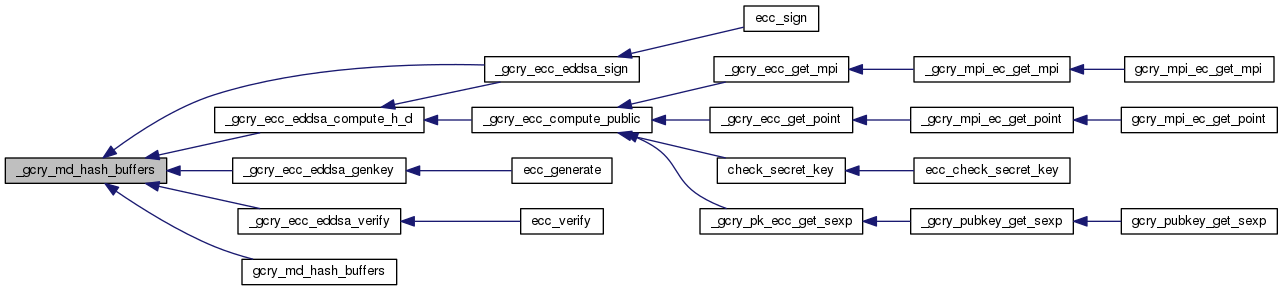 ecc_sign
_gcry_ecc_eddsa_sign
_gcry_ecc_get_mpi
_gcry_mpi_ec_get_mpi
gcry_mpi_ec_get_mpi
_gcry_ecc_eddsa_compute_h_d
_gcry_ecc_compute_public
_gcry_ecc_get_point
_gcry_mpi_ec_get_point
gcry_mpi_ec_get_point
_gcry_md_hash_buffers
_gcry_ecc_eddsa_genkey
ecc_generate
check_secret_key
ecc_check_secret_key
_gcry_ecc_eddsa_verify
ecc_verify
_gcry_pk_ecc_get_sexp
_gcry_pubkey_get_sexp
gcry_pubkey_get_sexp
gcry_md_hash_buffers